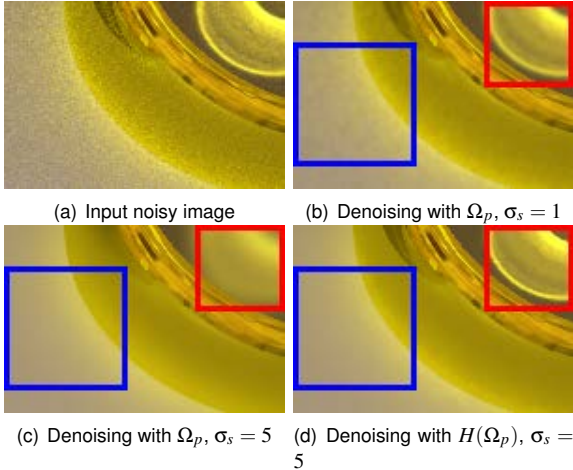 (a) Input noisy image
(b) Denoising with Ωₚ, σₛ = 1
(c) Denoising with Ωₚ, σₛ = 5
(d) Denoising with H(Ωₚ), σₛ =
5